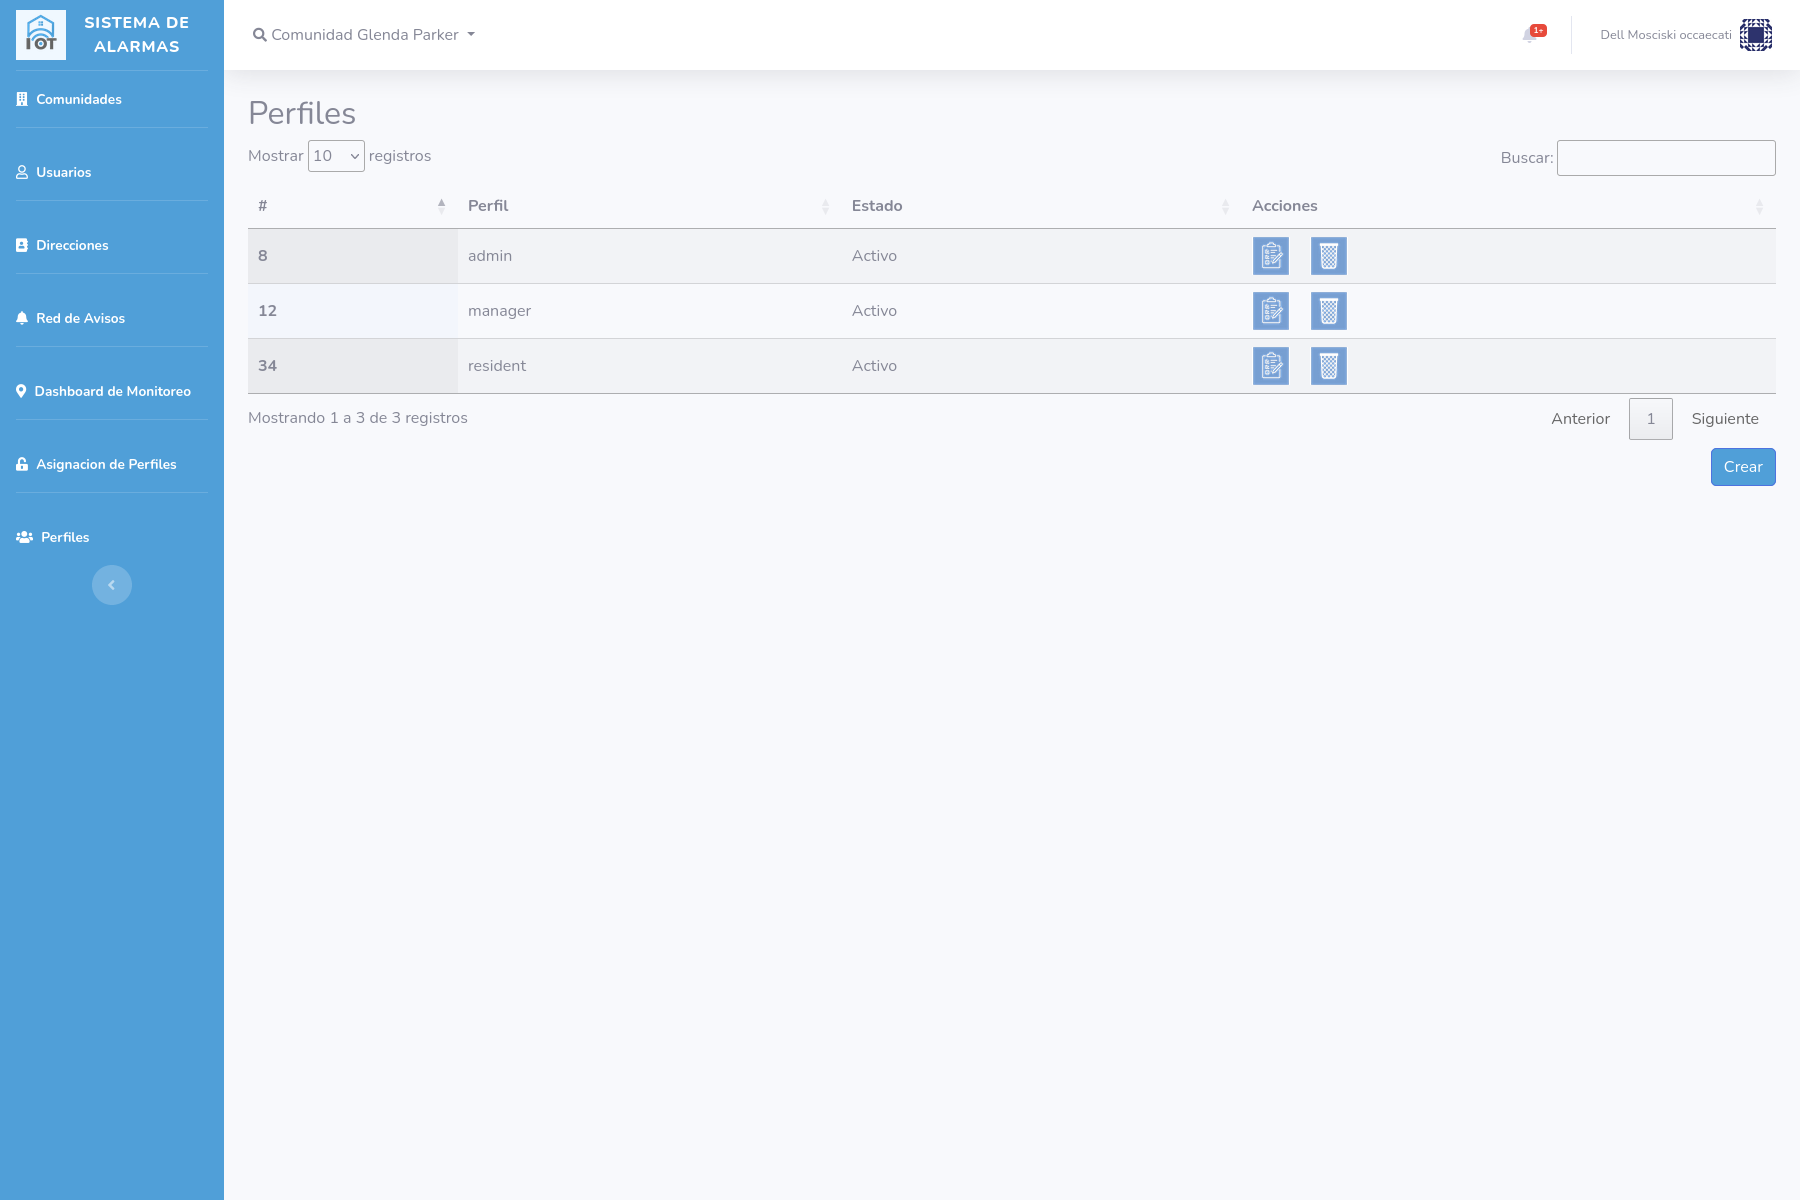 IOT
SISTEMA DE
ALARMAS
Comunidades
Usuarios
Direcciones
Red de Avisos
Dashboard de Monitoreo
Asignacion de Perfiles
Perfiles
Comunidad Glenda Parker
1+
Dell Mosciski occaecati
Perfiles
Mostrar 10 registros
Buscar:
# Perfil Estado Acciones
8 admin Activo
12 manager Activo
34 resident Activo
Mostrando 1 a 3 de 3 registros
Anterior 1 Siguiente
Crear